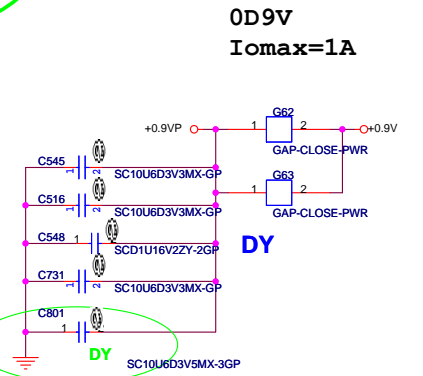 0D9V
Iomax=1A
G62
+0.9VP 1 2 +0.9V
GAP-CLOSE-PWR
C545
1 2 SC10U6D3V3MX-GP
G63
1 2
GAP-CLOSE-PWR
C516
1 2 SC10U6D3V3MX-GP
C548 1 2
SCD1U16V2ZY-2GP
DY
C731
1 2 SC10U6D3V3MX-GP
C801
1 2
DY
SC10U6D3V5MX-3GP